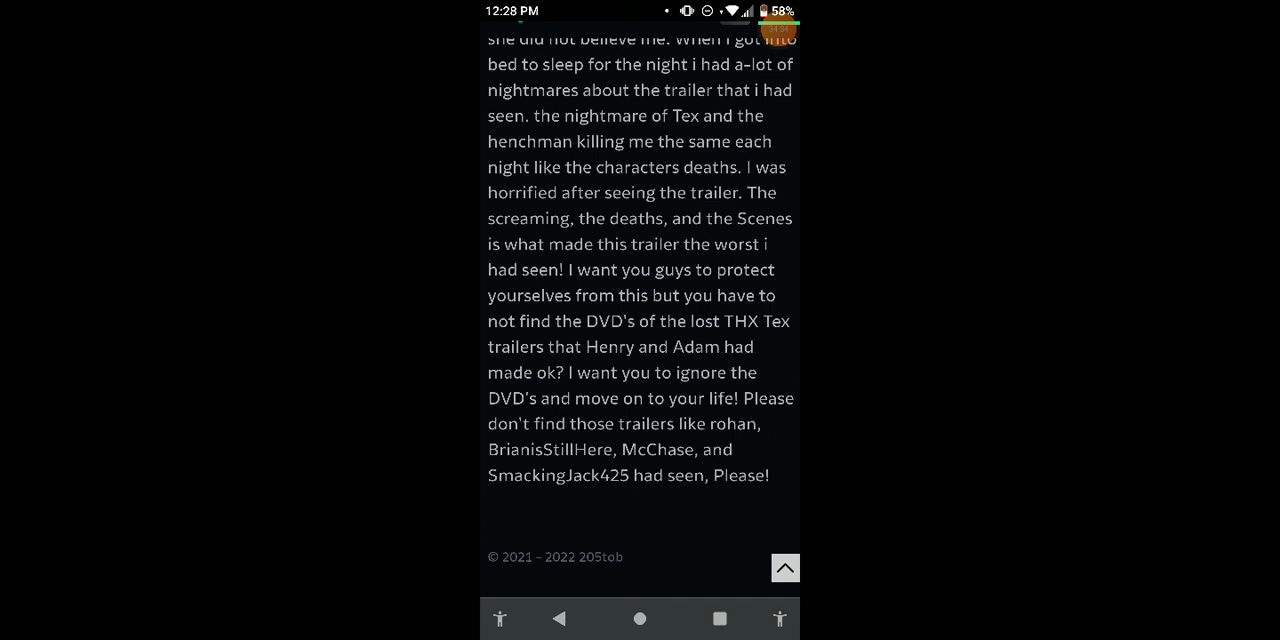 12:28 PM
58%
34:34
she did not believe me. When i got into
bed to sleep for the night i had a-lot of
nightmares about the trailer that i had
seen. the nightmare of Tex and the
henchman killing me the same each
night like the characters deaths. I was
horrified after seeing the trailer. The
screaming, the deaths, and the Scenes
is what made this trailer the worst i
had seen! I want you guys to protect
yourselves from this but you have to
not find the DVD's of the lost THX Tex
trailers that Henry and Adam had
made ok? I want you to ignore the
DVD's and move on to your life! Please
don't find those trailers like rohan,
BrianisStillHere, McChase, and
SmackingJack425 had seen, Please!
© 2021 - 2022 205tob